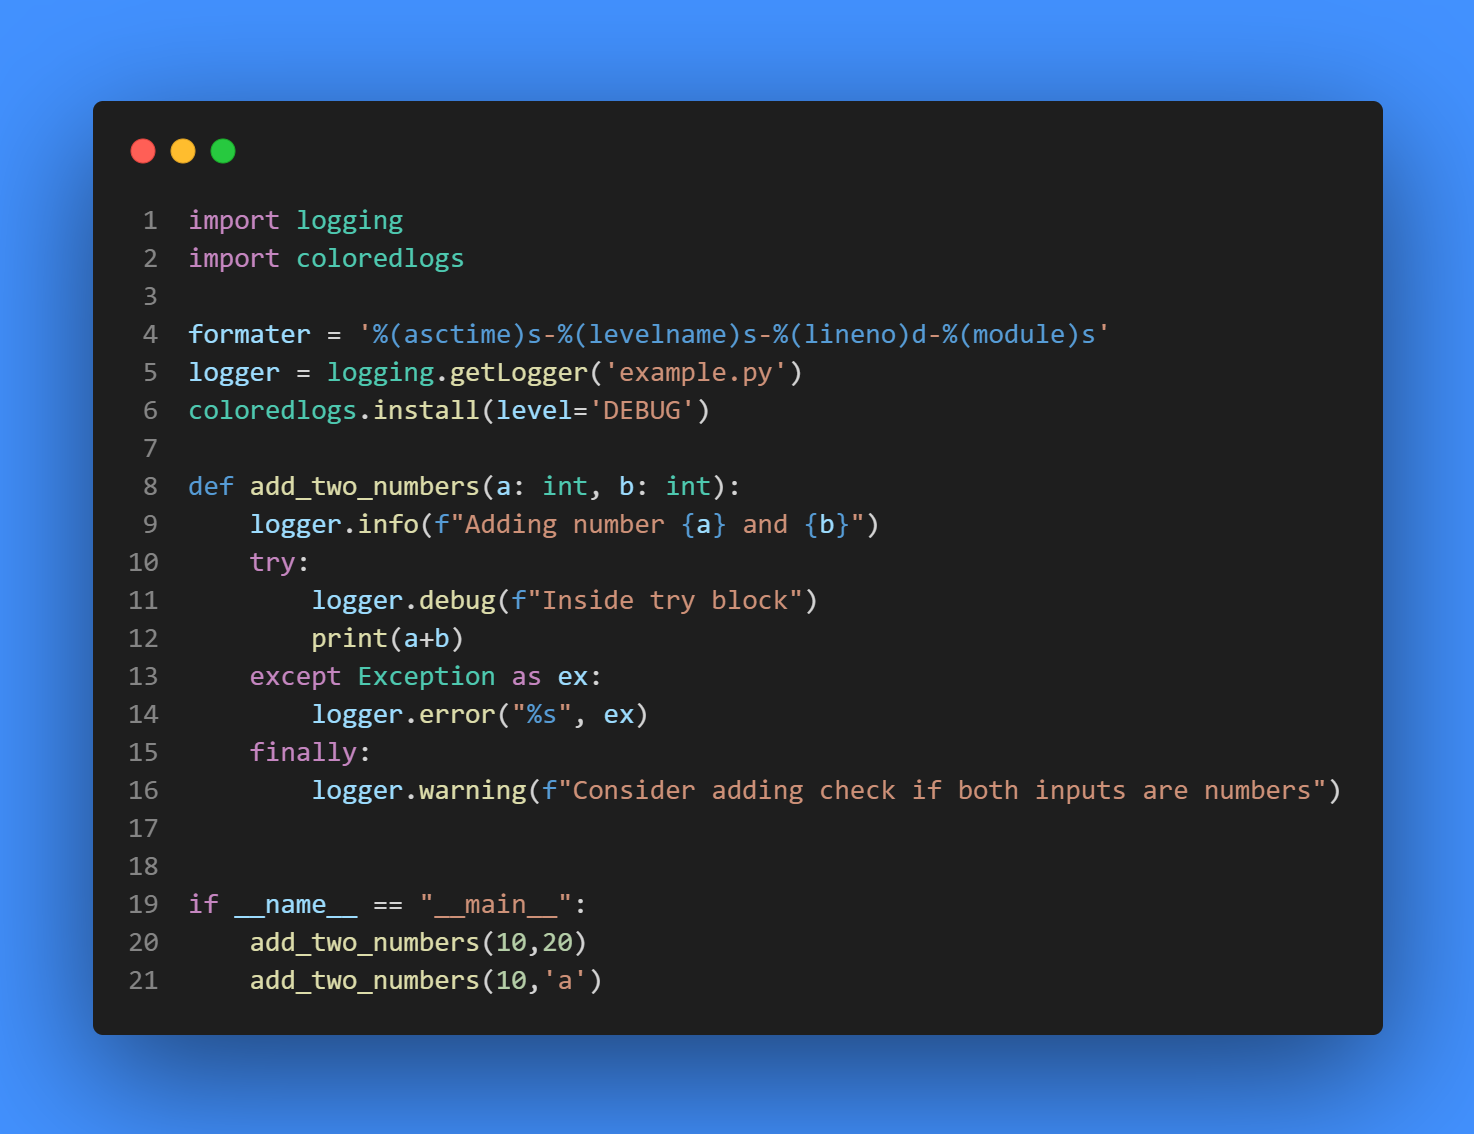 1 import logging
2 import coloredlogs
3
4 formater = '%(asctime)s-%(levelname)s-%(lineno)d-%(module)s'
5 logger = logging.getLogger('example.py')
6 coloredlogs.install(level='DEBUG')
7
8 def add_two_numbers(a: int, b: int):
9     logger.info(f"Adding number {a} and {b}")
10     try:
11         logger.debug(f"Inside try block")
12         print(a+b)
13     except Exception as ex:
14         logger.error("%s", ex)
15     finally:
16         logger.warning(f"Consider adding check if both inputs are numbers")
17
18
19 if __name__ == "__main__":
20     add_two_numbers(10,20)
21     add_two_numbers(10,'a')